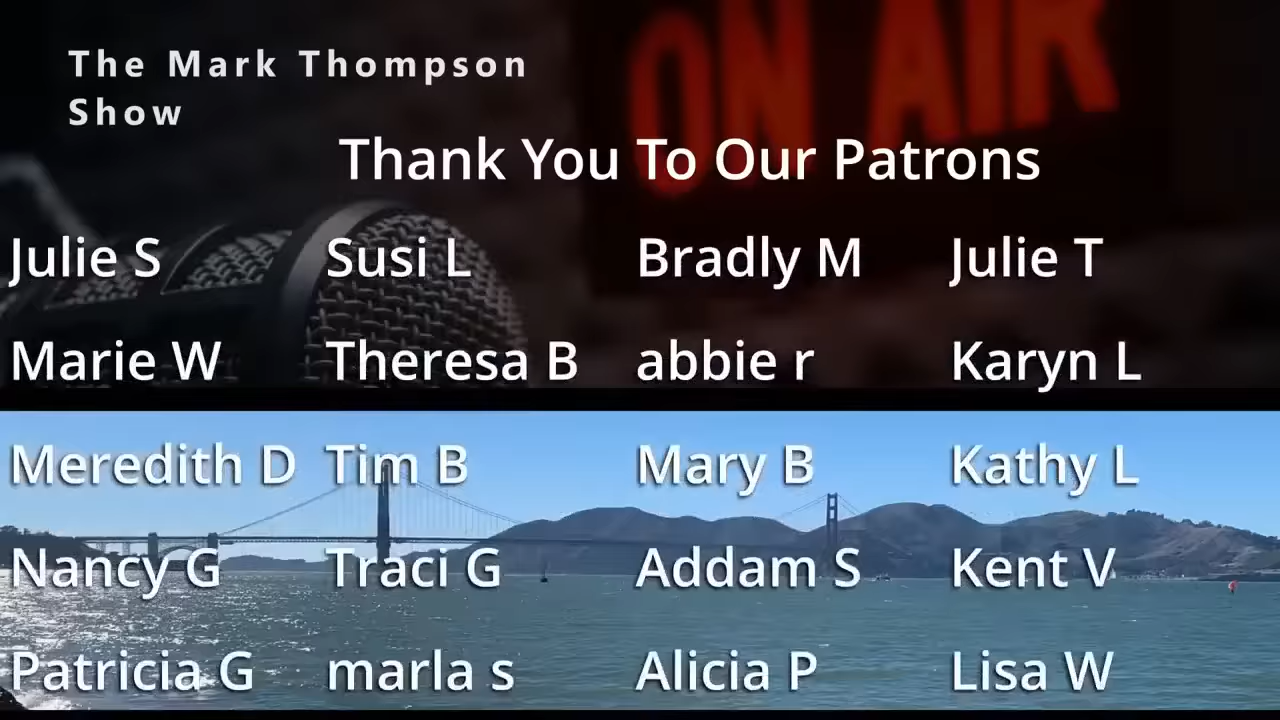 The Mark Thompson
Show
ON AIR
Thank You To Our Patrons
Julie S Susi L Bradly M Julie T
Marie W Theresa B abbie r Karyn L
Meredith D Tim B Mary B Kathy L
Nancy G Traci G Addam S Kent V
Patricia G marla s Alicia P Lisa W